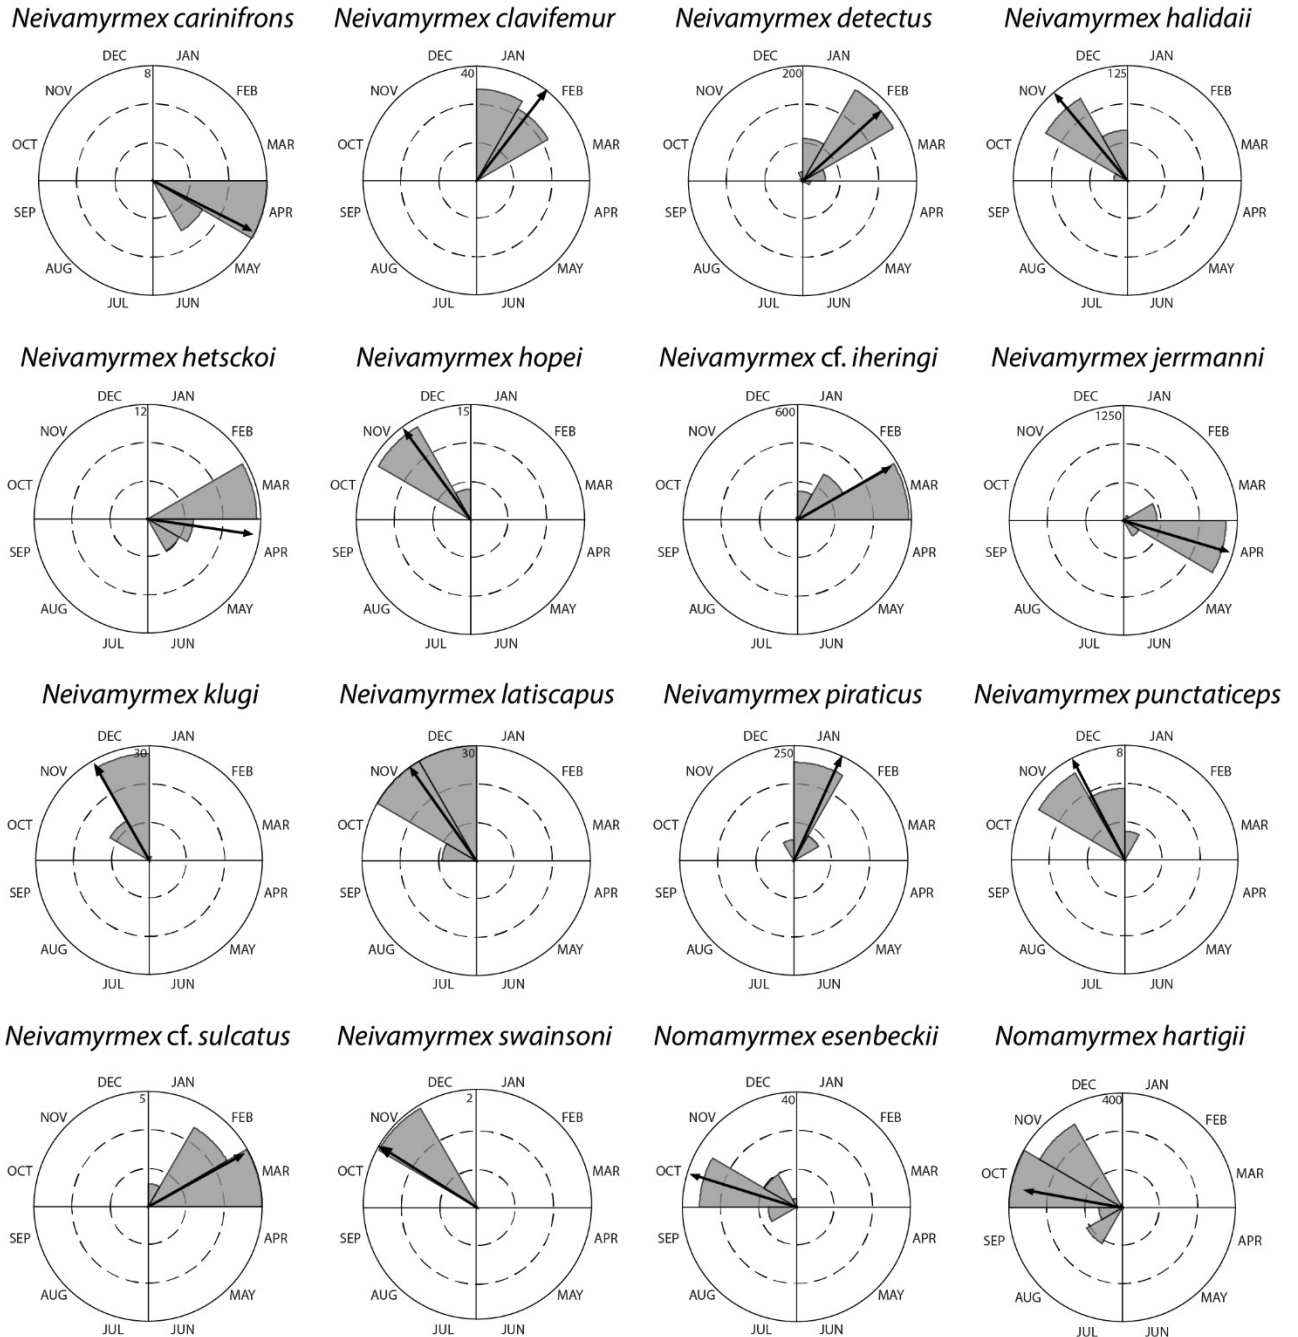 Neivamyrmex carinifrons
DEC JAN
8
NOV FEB
OCT MAR
SEP APR
AUG MAY
JUL JUN
Neivamyrmex clavifemur
DEC JAN
40
NOV FEB
OCT MAR
SEP APR
AUG MAY
JUL JUN
Neivamyrmex detectus
DEC JAN
200
NOV FEB
OCT MAR
SEP APR
AUG MAY
JUL JUN
Neivamyrmex halidaii
DEC JAN
125
NOV FEB
OCT MAR
SEP APR
AUG MAY
JUL JUN
Neivamyrmex hetsckoi
DEC JAN
12
NOV FEB
OCT MAR
SEP APR
AUG MAY
JUL JUN
Neivamyrmex hopei
DEC JAN
15
NOV FEB
OCT MAR
SEP APR
AUG MAY
JUL JUN
Neivamyrmex cf. iheringi
DEC JAN
600
NOV FEB
OCT MAR
SEP APR
AUG MAY
JUL JUN
Neivamyrmex jerrmanni
DEC JAN
1250
NOV FEB
OCT MAR
SEP APR
AUG MAY
JUL JUN
Neivamyrmex klugi
DEC JAN
30
NOV FEB
OCT MAR
SEP APR
AUG MAY
JUL JUN
Neivamyrmex latiscapus
DEC JAN
30
NOV FEB
OCT MAR
SEP APR
AUG MAY
JUL JUN
Neivamyrmex piraticus
DEC JAN
250
NOV FEB
OCT MAR
SEP APR
AUG MAY
JUL JUN
Neivamyrmex punctaticeps
DEC JAN
8
NOV FEB
OCT MAR
SEP APR
AUG MAY
JUL JUN
Neivamyrmex cf. sulcatus
DEC JAN
5
NOV FEB
OCT MAR
SEP APR
AUG MAY
JUL JUN
Neivamyrmex swainsoni
DEC JAN
2
NOV FEB
OCT MAR
SEP APR
AUG MAY
JUL JUN
Nomamyrmex esenbeckii
DEC JAN
40
NOV FEB
OCT MAR
SEP APR
AUG MAY
JUL JUN
Nomamyrmex hartigii
DEC JAN
400
NOV FEB
OCT MAR
SEP APR
AUG MAY
JUL JUN